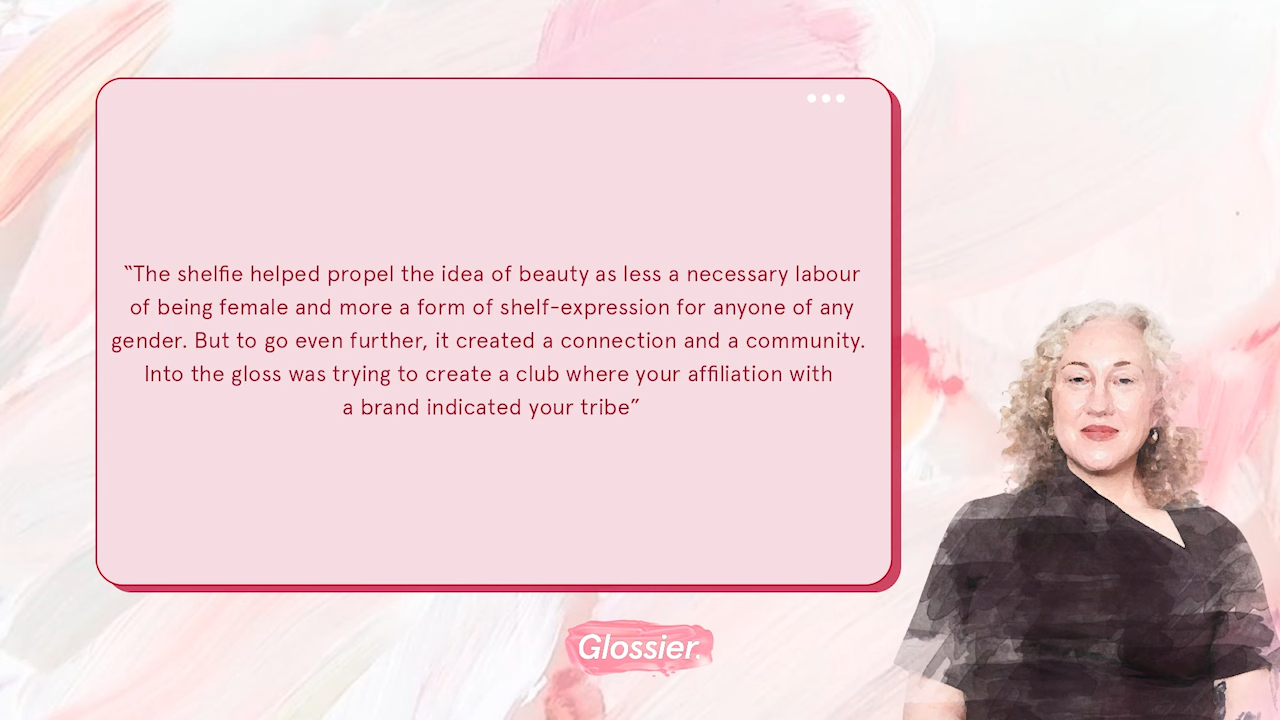 “The shelfie helped propel the idea of beauty as less a necessary labour
of being female and more a form of shelf-expression for anyone of any
gender. But to go even further, it created a connection and a community.
Into the gloss was trying to create a club where your affiliation with
a brand indicated your tribe”
Glossier.